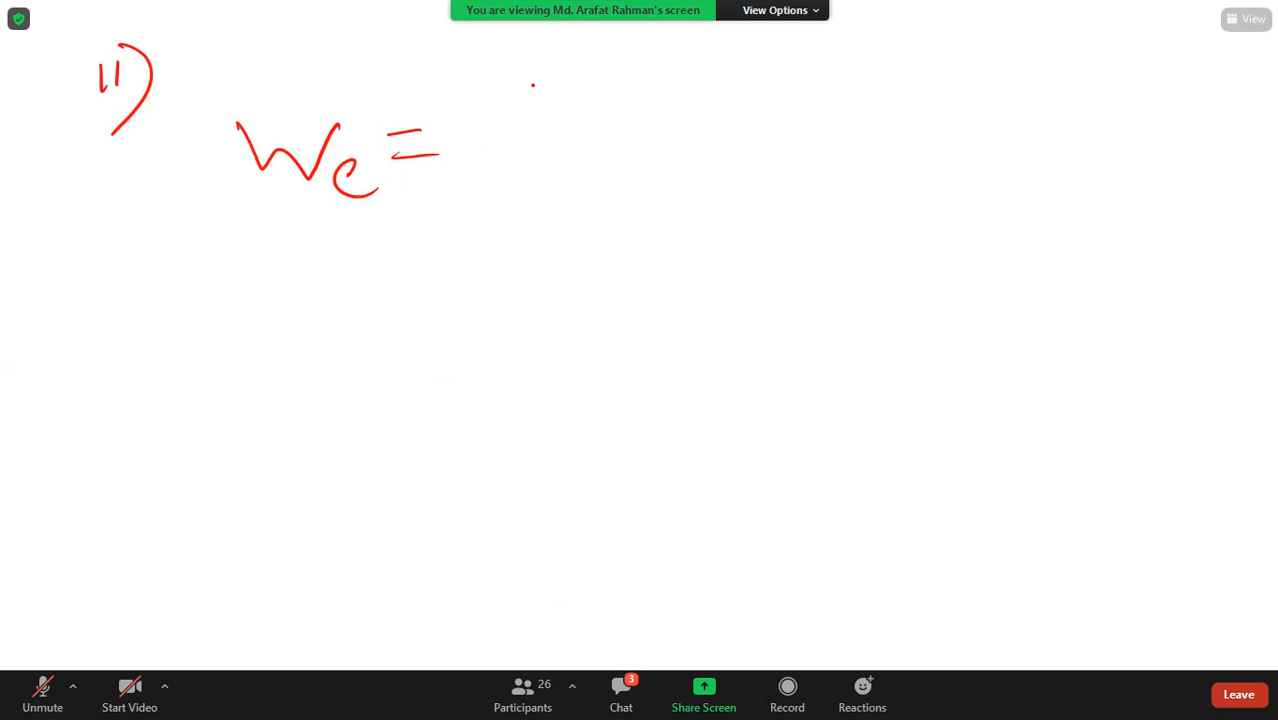 You are viewing Md. Arafat Rahman's screen View Options
View
ii)
We =
Unmute Start Video Participants 26 Chat 3 Share Screen Record Reactions Leave